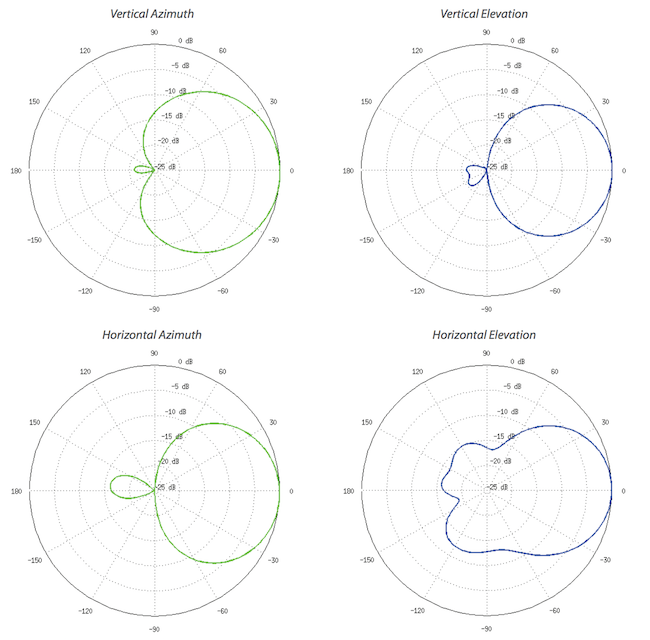 Vertical Azimuth
Vertical Elevation
90
0 dB
120
60
-5 dB
-10 dB
150
30
-15 dB
-20 dB
-25 dB
180
0
-150
-30
-120
-60
-90
90
0 dB
120
60
-5 dB
-10 dB
150
30
-15 dB
-20 dB
-25 dB
180
0
-150
-30
-120
-60
-90
Horizontal Azimuth
Horizontal Elevation
90
0 dB
120
60
-5 dB
-10 dB
150
30
-15 dB
-20 dB
-25 dB
180
0
-150
-30
-120
-60
-90
90
0 dB
120
60
-5 dB
-10 dB
150
30
-15 dB
-20 dB
-25 dB
180
0
-150
-30
-120
-60
-90